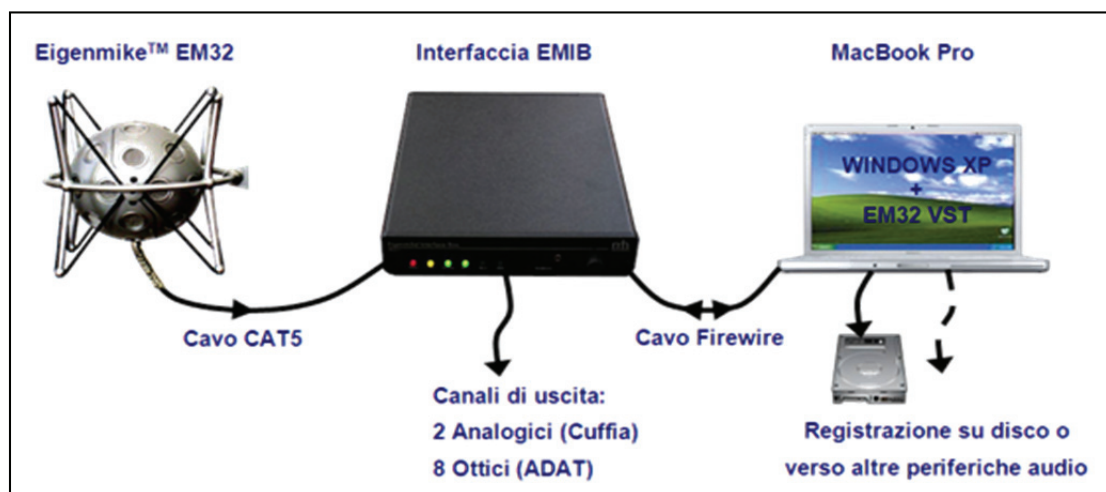 Eigenmike™ EM32
Interfaccia EMIB
MacBook Pro
WINDOWS XP
+
EM32 VST
Cavo CAT5
Cavo Firewire
Canali di uscita:
2 Analogici (Cuffia)
8 Ottici (ADAT)
Registrazione su disco o
verso altre periferiche audio